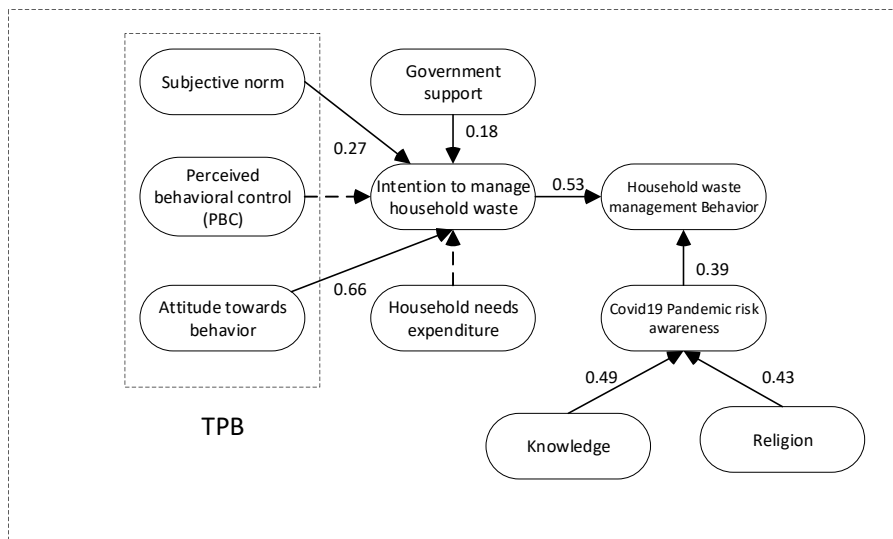 Subjective norm
Government
support
0.27
0.18
Perceived
behavioral control
(PBC)
Intention to manage
household waste
0.53
Household waste
management Behavior
0.39
Attitude towards
behavior
0.66
Household needs
expenditure
Covid19 Pandemic risk
awareness
0.49
0.43
TPB
Knowledge
Religion